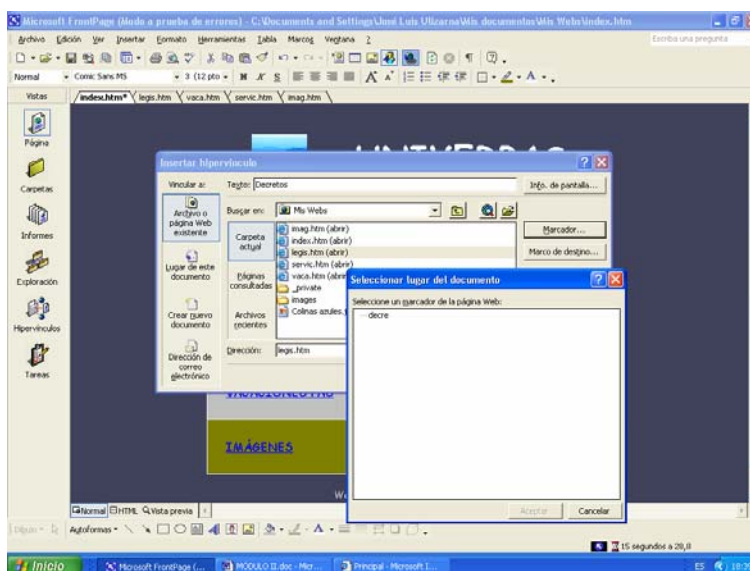 Microsoft FrontPage (Modo a prueba de errores) - C:\Documents and Settings\José Luis Ulizarna\Mis documentos\Mis Webs\index.htm
Archivo Edición Ver Insertar Formato Herramientas Tabla Marcos Ventana ?
Escriba una pregunta
Normal Comic Sans MS 3 (12 pto N K S
Vistas
index.htm* legis.htm vaca.htm servic.htm imag.htm
Página
Carpetas
Informes
Exploración
Hipervínculos
Tareas
Insertar hipervínculo
Vincular a:
Texto: Decretos
Info. de pantalla...
Archivo o página Web existente
Lugar de este documento
Crear nuevo documento
Dirección de correo electrónico
Buscar en: Mis Webs
Carpeta actual
Páginas consultadas
Archivos recientes
imag.htm (abrir)
index.htm (abrir)
legis.htm (abrir)
servic.htm (abrir)
vaca.htm (abrir
_private
images
Colinas azules.
Marcador...
Marco de destino...
Dirección: legis.htm
Seleccionar lugar del documento
Seleccione un marcador de la página Web:
decre
Aceptar Cancelar
IMÁGENES
We
Normal HTML Vista previa
Dibujo Autoformas
15 segundos a 28,8
Inicio Microsoft FrontPage (... MODULO II.doc - Micr... Principal - Microsoft I...
ES